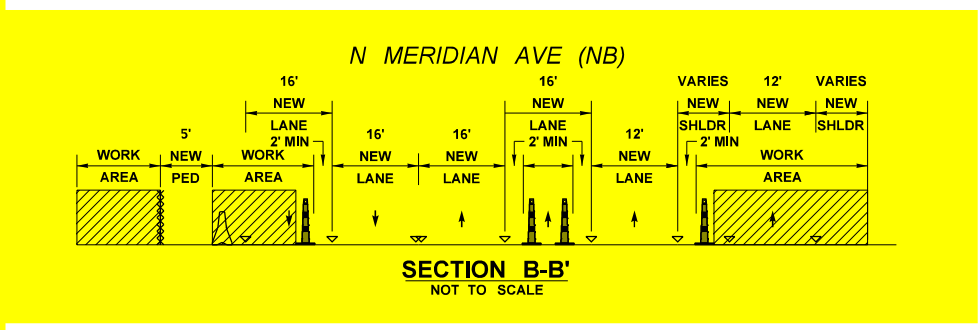 N MERIDIAN AVE (NB)
16'
NEW
LANE
16'
NEW
LANE
VARIES
NEW
SHLDR
12'
NEW
LANE
VARIES
NEW
SHLDR
WORK
AREA
5'
NEW
PED
WORK
AREA
2' MIN
16'
NEW
LANE
16'
NEW
LANE
2' MIN
12'
NEW
LANE
2' MIN
WORK
AREA
SECTION B-B'
NOT TO SCALE